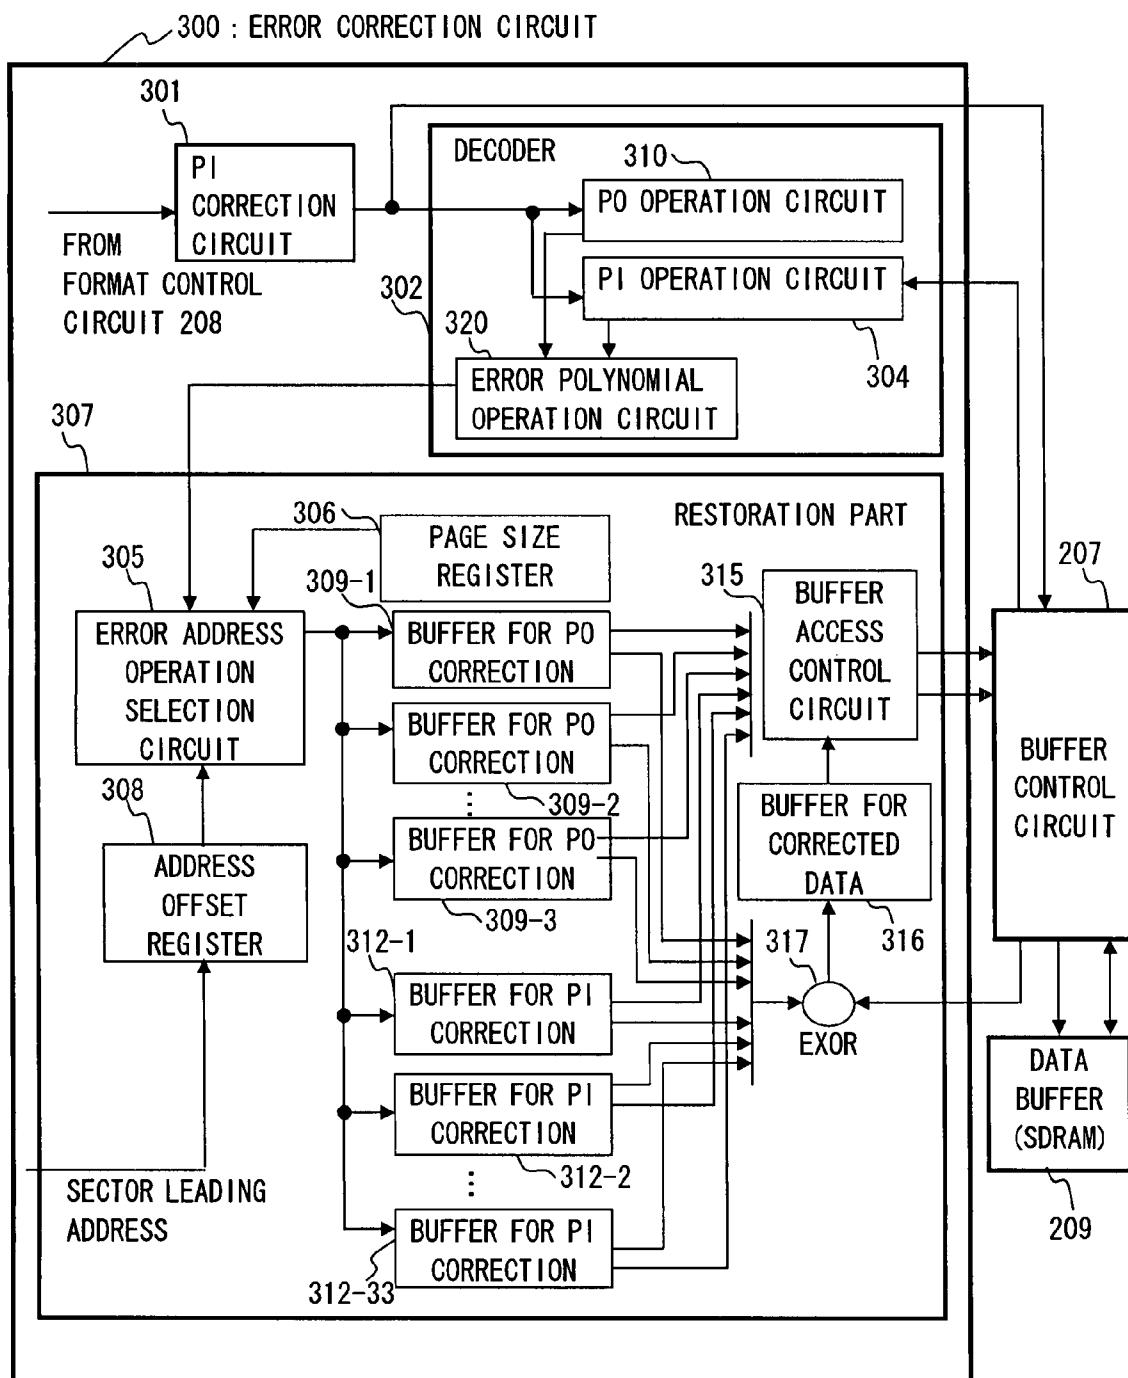 300 : ERROR CORRECTION CIRCUIT
301
PI
CORRECTION
CIRCUIT
FROM
FORMAT CONTROL
CIRCUIT 208
DECODER
310
PO OPERATION CIRCUIT
PI OPERATION CIRCUIT
302
304
320
ERROR POLYNOMIAL
OPERATION CIRCUIT
307
RESTORATION PART
306
PAGE SIZE
REGISTER
305
ERROR ADDRESS
OPERATION
SELECTION
CIRCUIT
309-1
BUFFER FOR PO
CORRECTION
BUFFER FOR PO
CORRECTION
309-2
⋮
BUFFER FOR PO
CORRECTION
309-3
308
ADDRESS
OFFSET
REGISTER
312-1
BUFFER FOR PI
CORRECTION
BUFFER FOR PI
CORRECTION
312-2
⋮
BUFFER FOR PI
CORRECTION
312-33
SECTOR LEADING
ADDRESS
315
BUFFER
ACCESS
CONTROL
CIRCUIT
BUFFER FOR
CORRECTED
DATA
316
317
EXOR
207
BUFFER
CONTROL
CIRCUIT
DATA
BUFFER
(SDRAM)
209